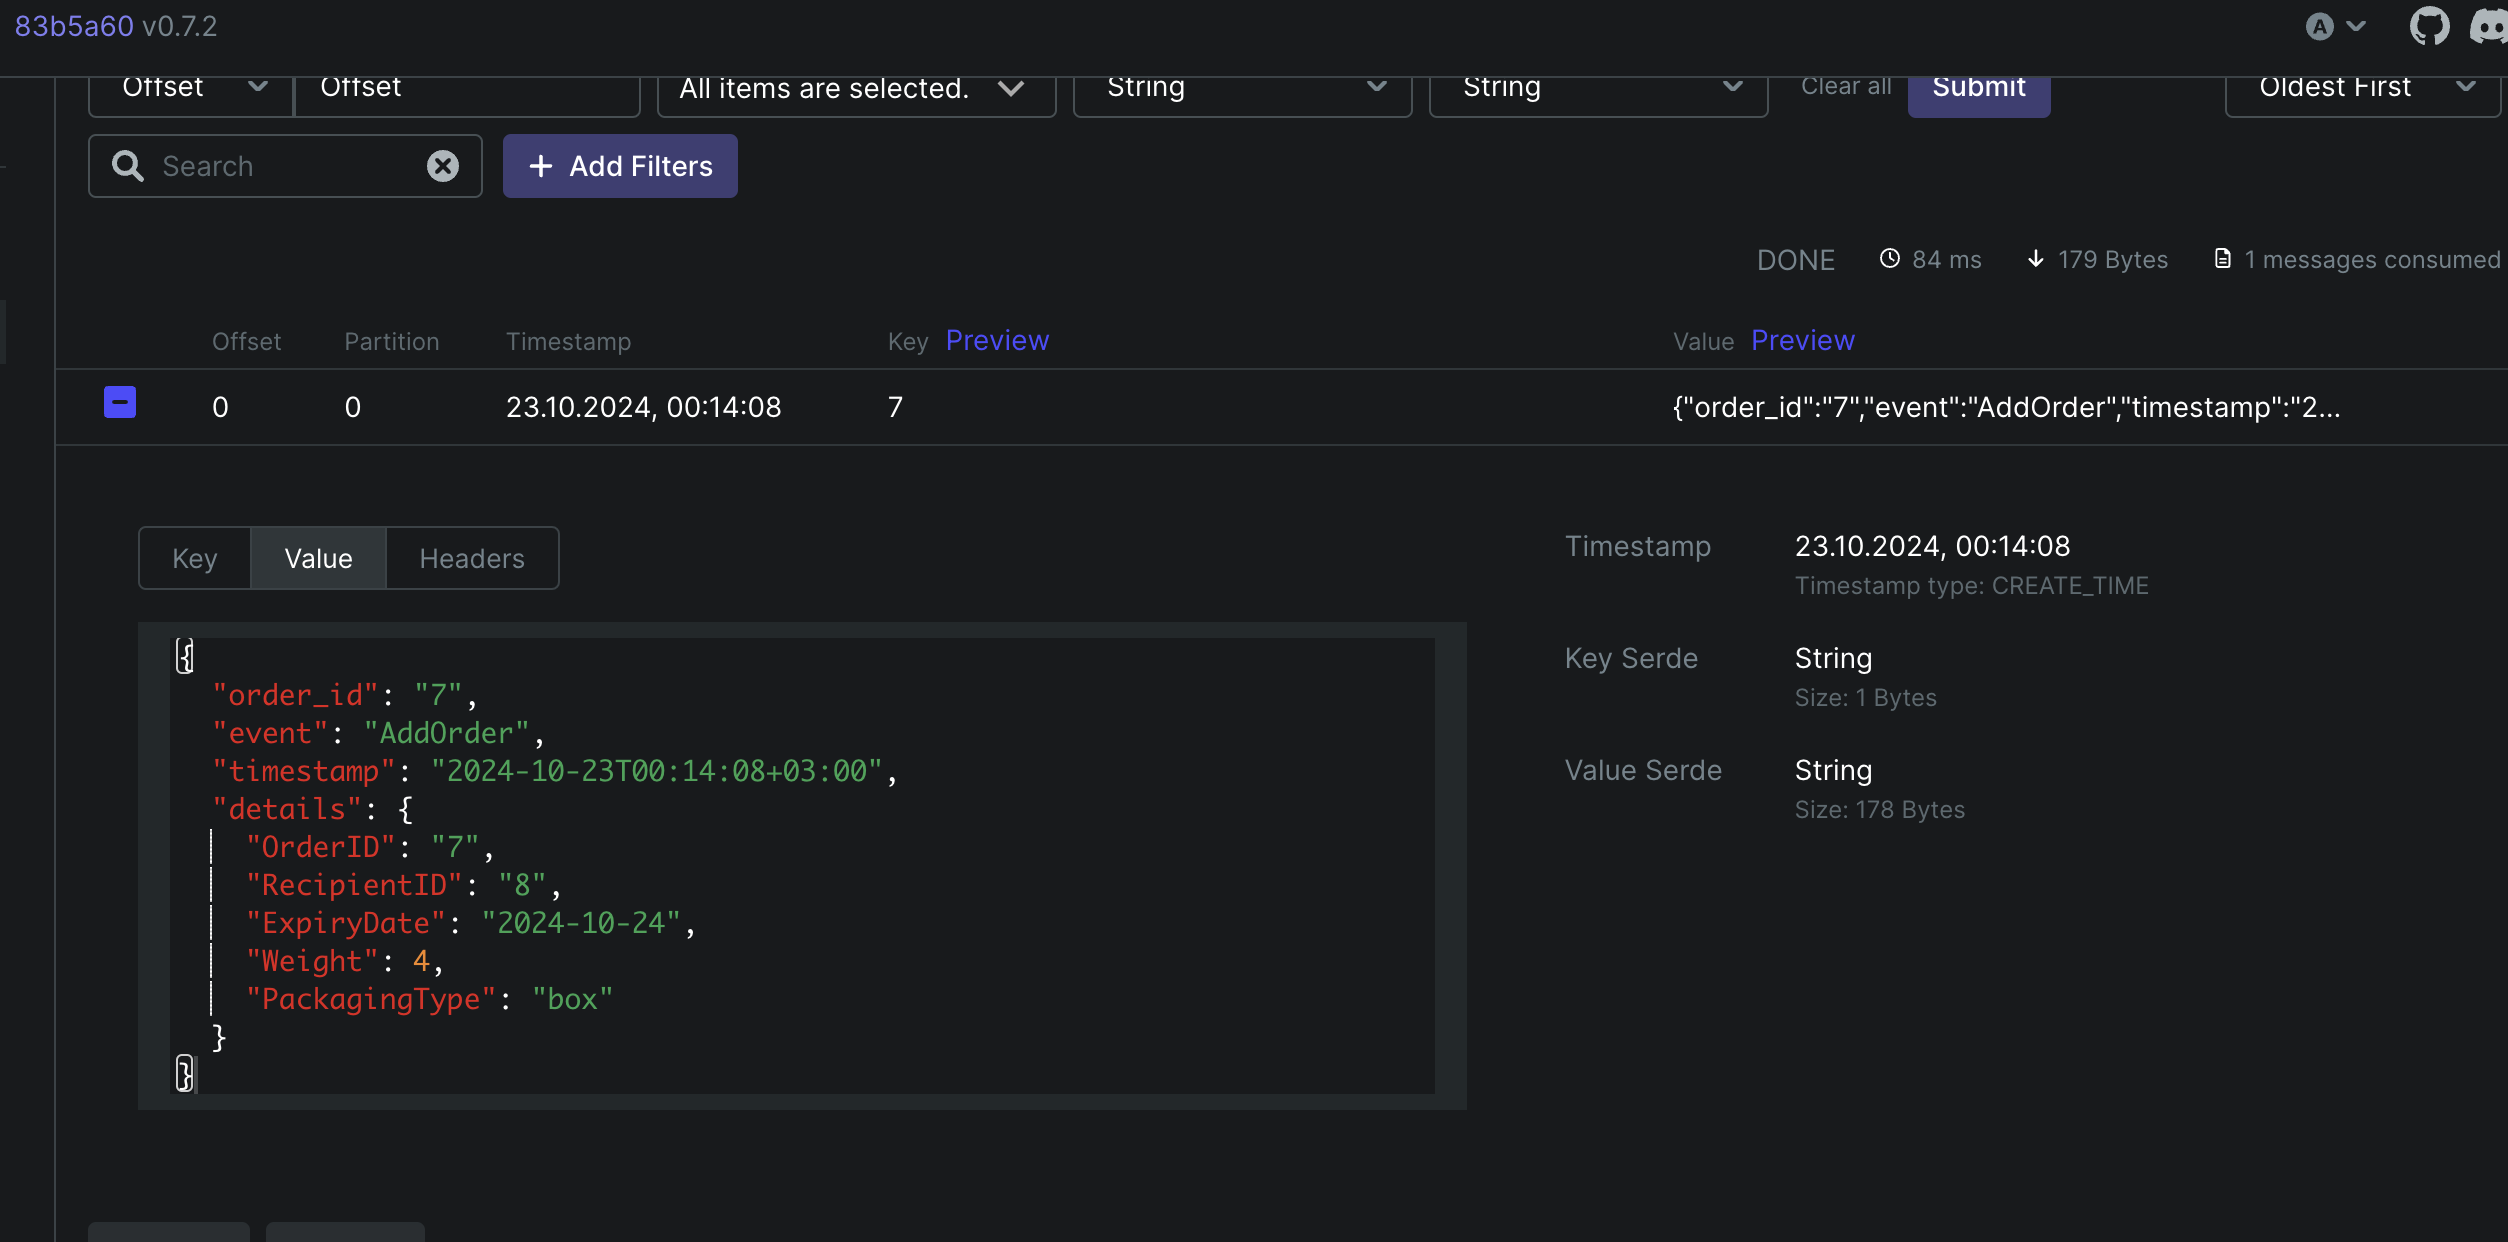 83b5a60 v0.7.2
A
Offset Offset All items are selected. String String Clear all Submit Oldest First
Search + Add Filters
DONE 84 ms 179 Bytes 1 messages consumed
Offset Partition Timestamp Key Preview Value Preview
0 0 23.10.2024, 00:14:08 7 {"order_id":"7","event":"AddOrder","timestamp":"2...
Key Value Headers
Timestamp 23.10.2024, 00:14:08
Timestamp type: CREATE_TIME
Key Serde String
Size: 1 Bytes
Value Serde String
Size: 178 Bytes
{
"order_id": "7",
"event": "AddOrder",
"timestamp": "2024-10-23T00:14:08+03:00",
"details": {
"OrderID": "7",
"RecipientID": "8",
"ExpiryDate": "2024-10-24",
"Weight": 4,
"PackagingType": "box"
}
}